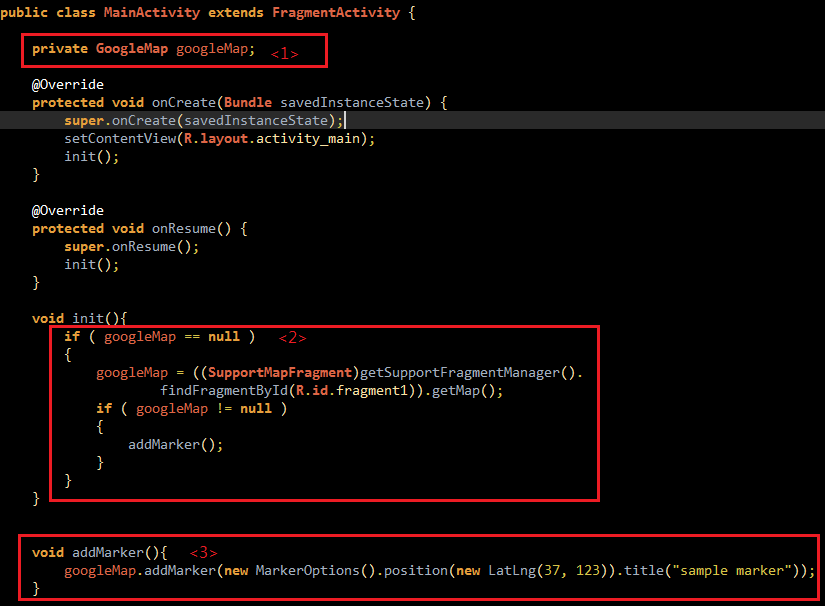 public class MainActivity extends FragmentActivity {
private GoogleMap googleMap; <1>
@Override
protected void onCreate(Bundle savedInstanceState) {
super.onCreate(savedInstanceState);
setContentView(R.layout.activity_main);
init();
}
@Override
protected void onResume() {
super.onResume();
init();
}
void init(){
if ( googleMap == null ) <2>
{
googleMap = ((SupportMapFragment)getSupportFragmentManager().
findFragmentById(R.id.fragment1)).getMap();
if ( googleMap != null )
{
addMarker();
}
}
}
void addMarker(){ <3>
googleMap.addMarker(new MarkerOptions().position(new LatLng(37, 123)).title("sample marker"));
}